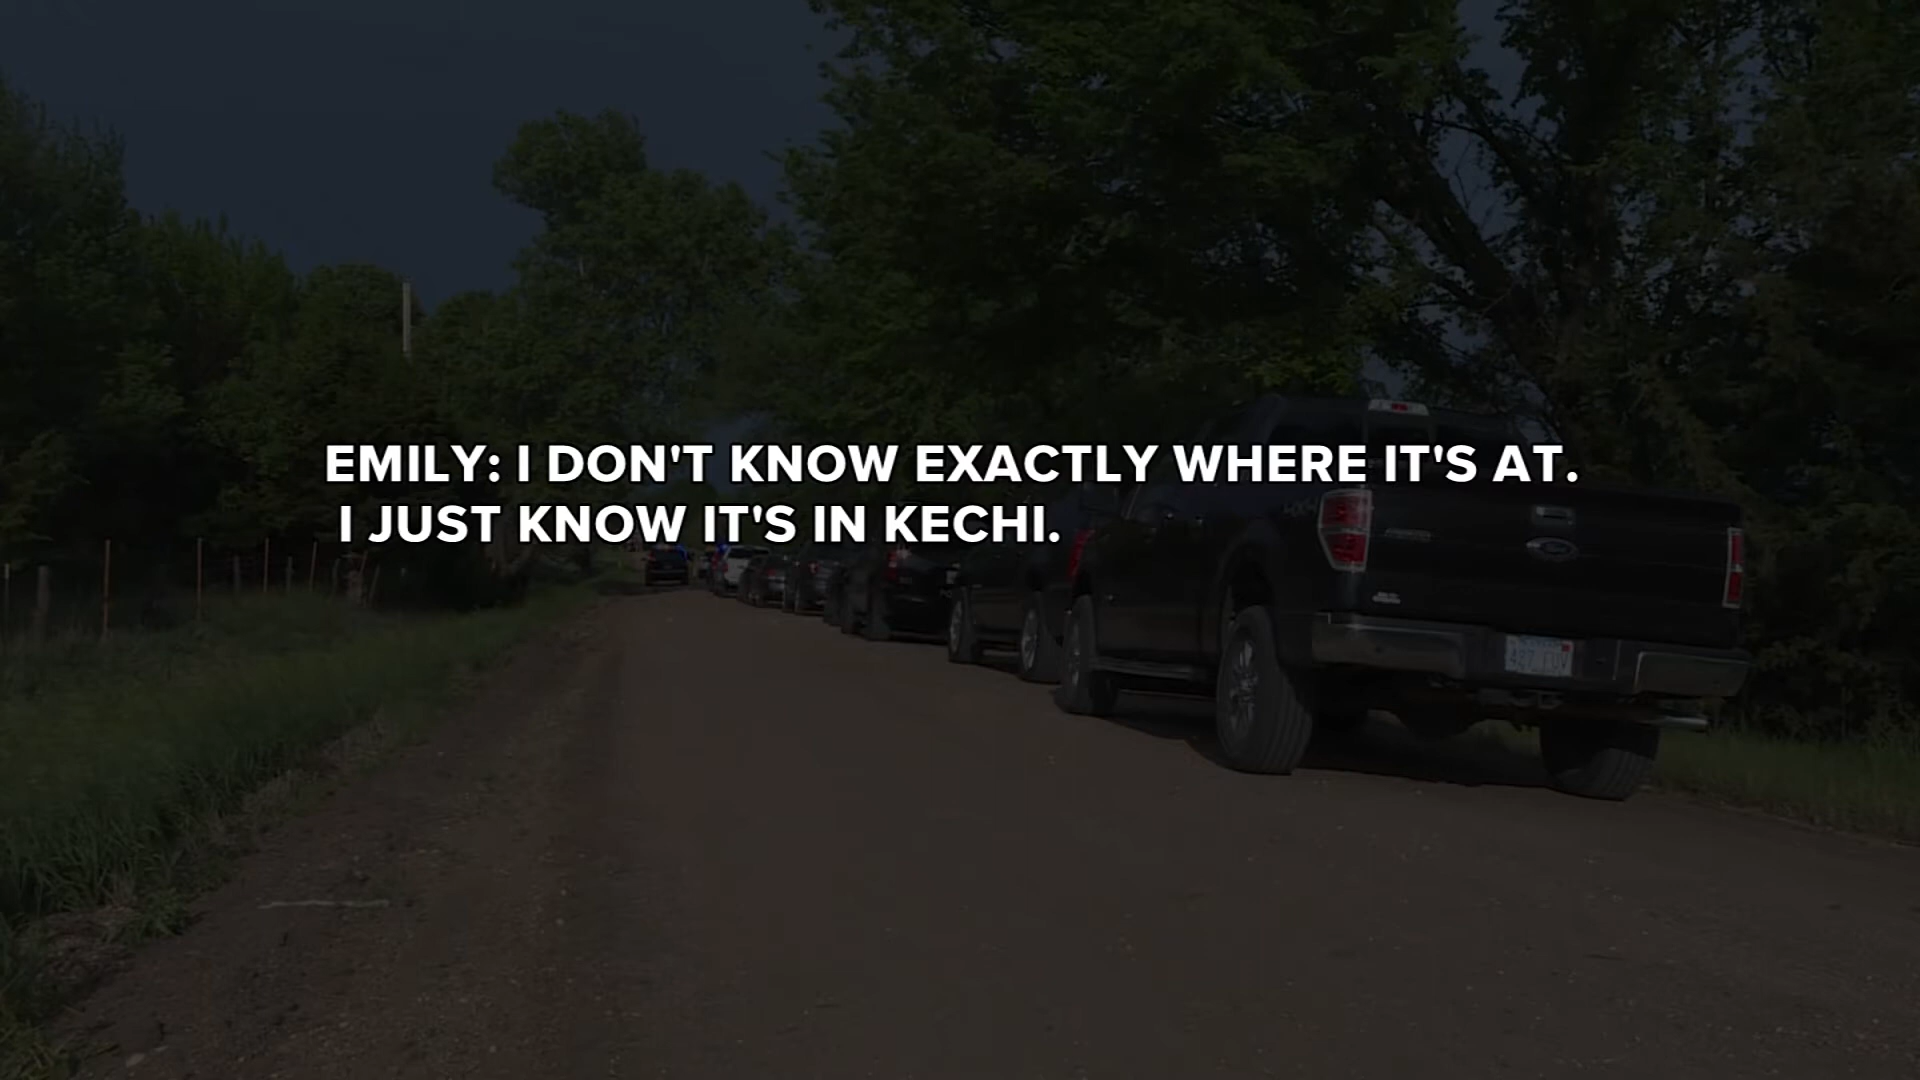 EMILY: I DON'T KNOW EXACTLY WHERE IT'S AT.
I JUST KNOW IT'S IN KECHI.